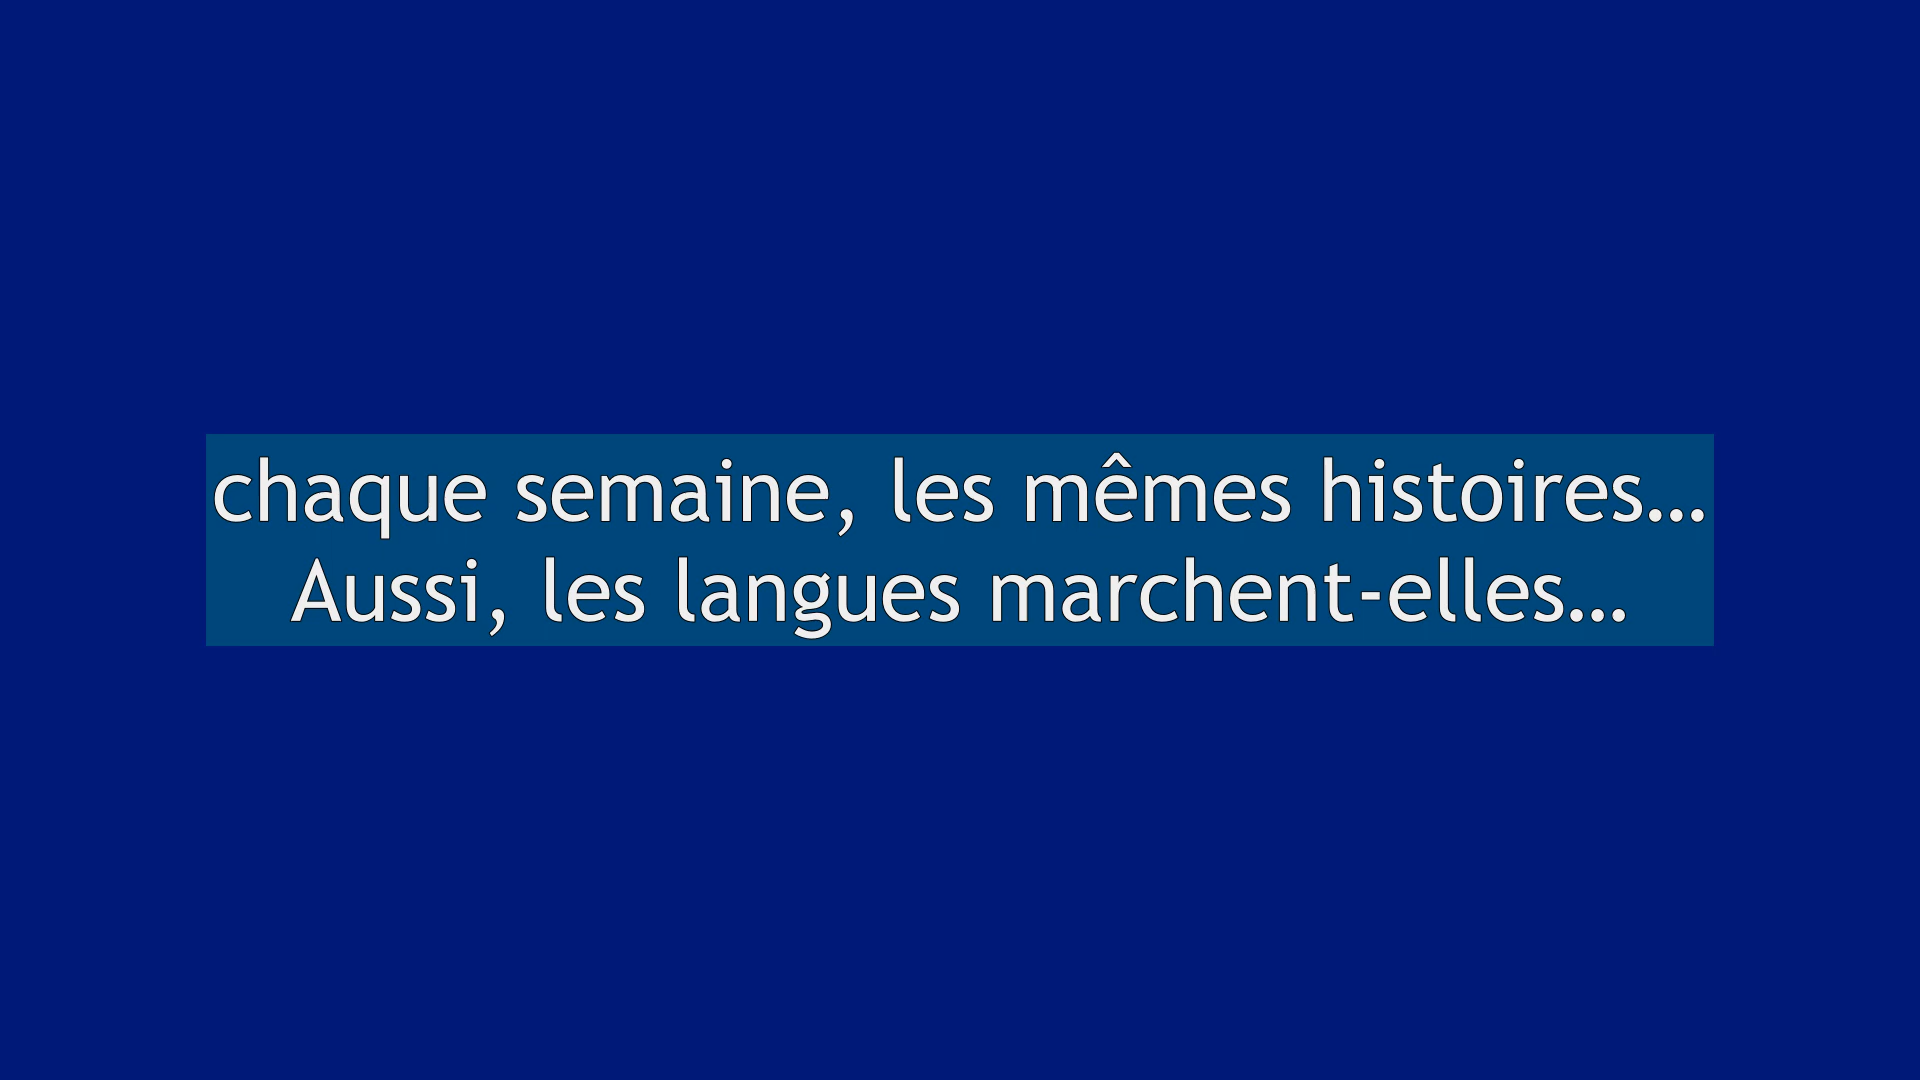 chaque semaine, les mêmes histoires…
Aussi, les langues marchent-elles…